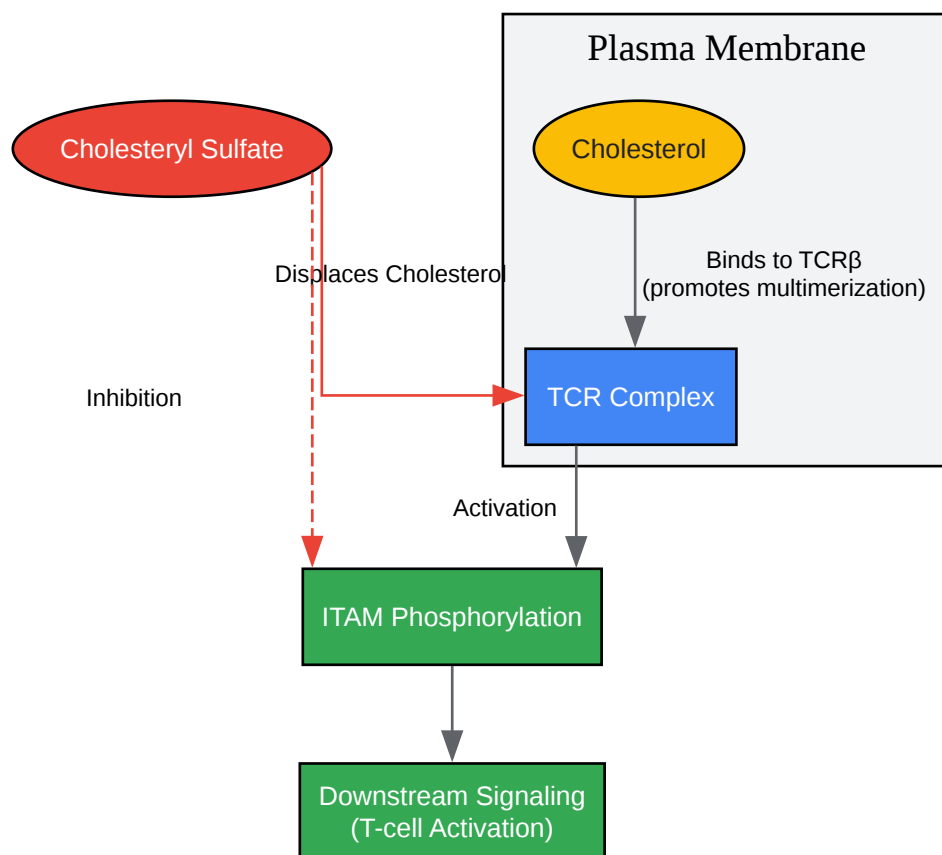 Plasma Membrane
Cholesteryl Sulfate
Cholesterol
Displaces Cholesterol
Binds to TCRβ
(promotes multimerization)
Inhibition
TCR Complex
Activation
ITAM Phosphorylation
Downstream Signaling
(T-cell Activation)